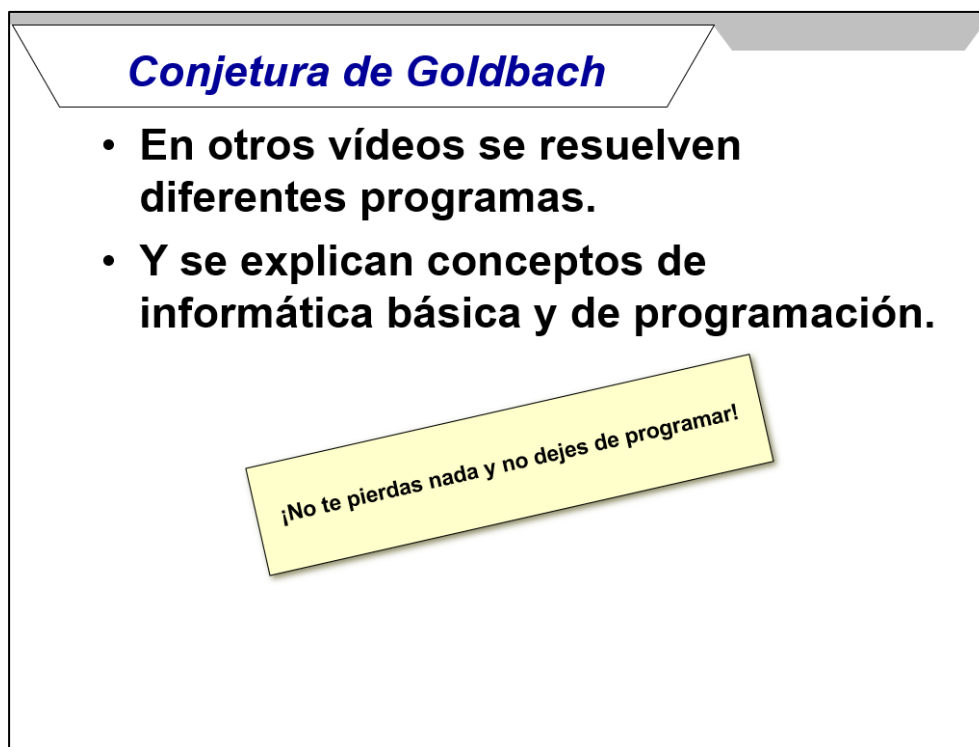 Conjetura de Goldbach
• En otros vídeos se resuelven
diferentes programas.
• Y se explican conceptos de
informática básica y de programación.
¡No te pierdas nada y no dejes de programar!